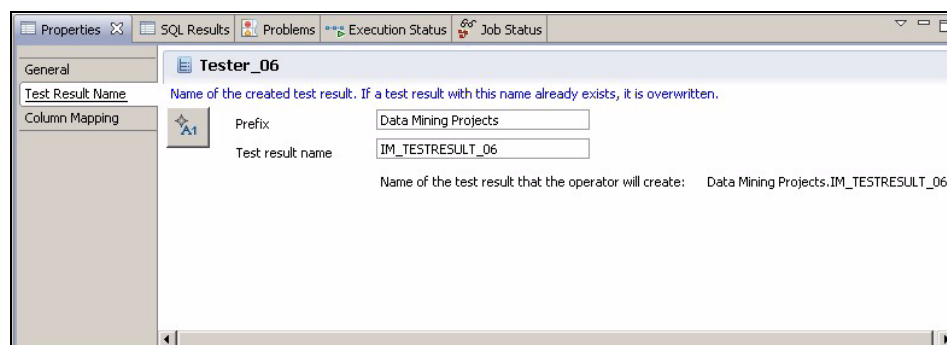 Properties SQL Results Problems Execution Status Job Status
General
Test Result Name
Column Mapping
Tester_06
Name of the created test result. If a test result with this name already exists, it is overwritten.
A1
Prefix Data Mining Projects
Test result name IM_TESTRESULT_06
Name of the test result that the operator will create: Data Mining Projects.IM_TESTRESULT_06